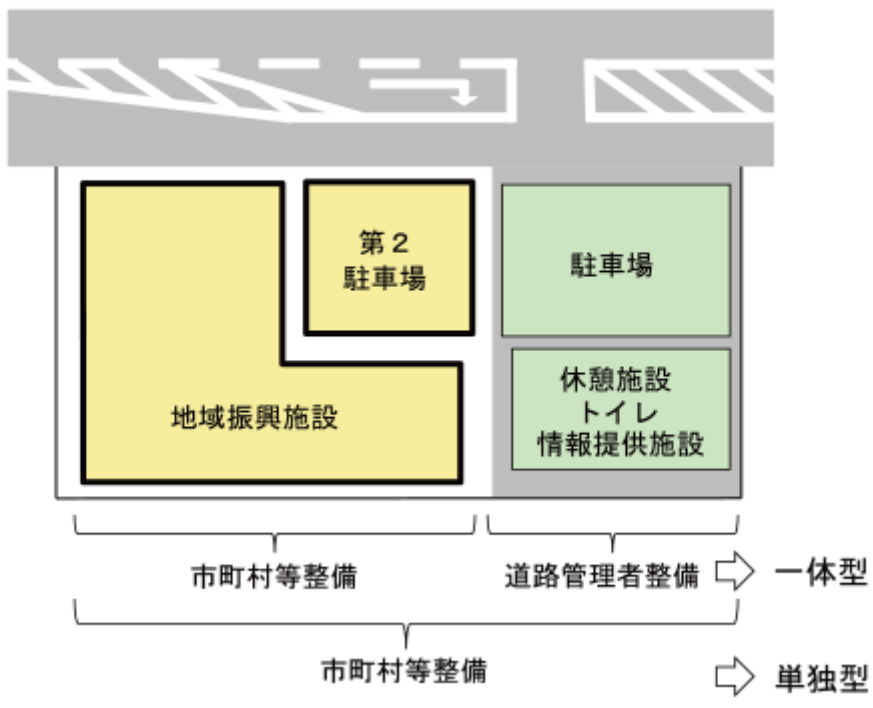 第２
駐車場
駐車場
地域振興施設
休憩施設
トイレ
情報提供施設
市町村等整備
道路管理者整備
一体型
市町村等整備
単独型